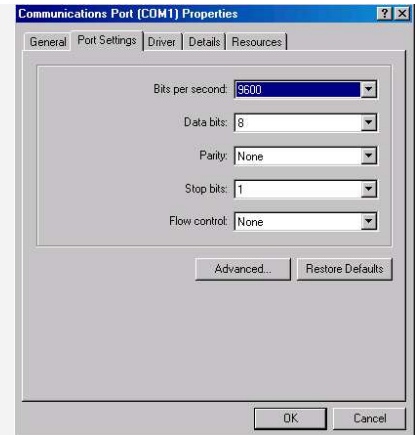 Communications Port (COM1) Properties
General Port Settings Driver Details Resources
Bits per second: 9600
Data bits: 8
Parity: None
Stop bits: 1
Flow control: None
Advanced... Restore Defaults
OK Cancel